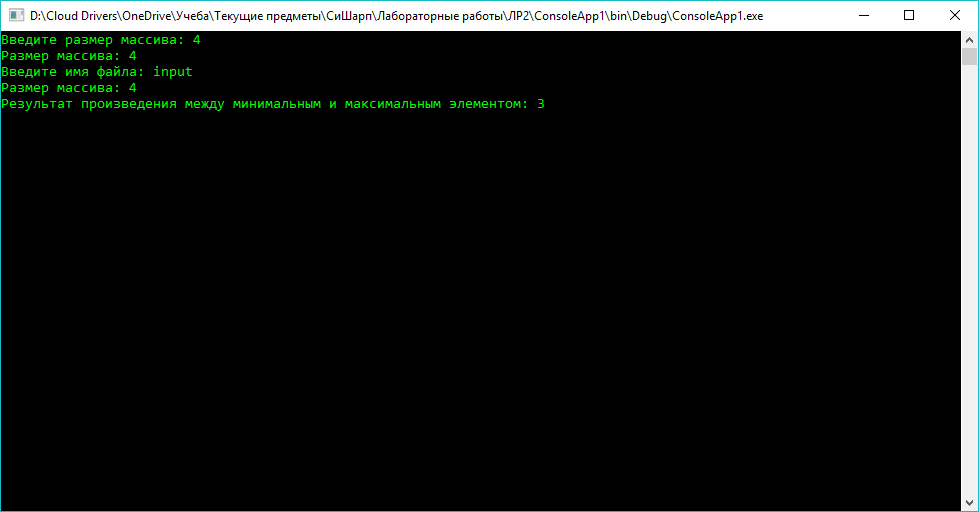 D:\Cloud Drivers\OneDrive\Учеба\Текущие предметы\СиШарп\Лабораторные работы\ЛР2\ConsoleApp1\bin\Debug\ConsoleApp1.exe
Введите размер массива: 4
Размер массива: 4
Введите имя файла: input
Размер массива: 4
Результат произведения между минимальным и максимальным элементом: 3